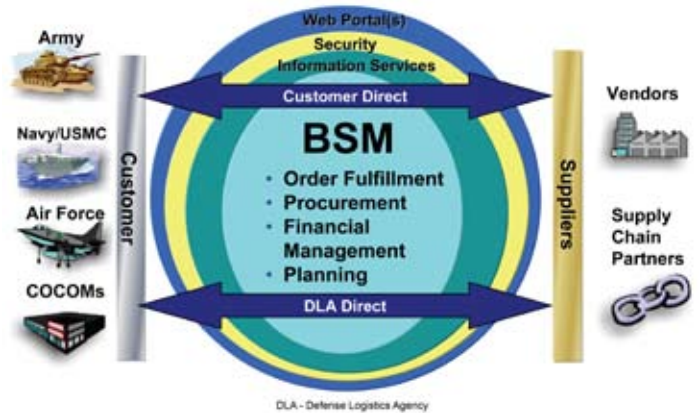 Army
Navy/USMC
Air Force
COCOMs
Customer
Web Portal(s)
Security
Information Services
Customer Direct
BSM
• Order Fulfillment
• Procurement
• Financial
Management
• Planning
DLA Direct
Suppliers
Vendors
Supply
Chain
Partners
DLA - Defense Logistics Agency